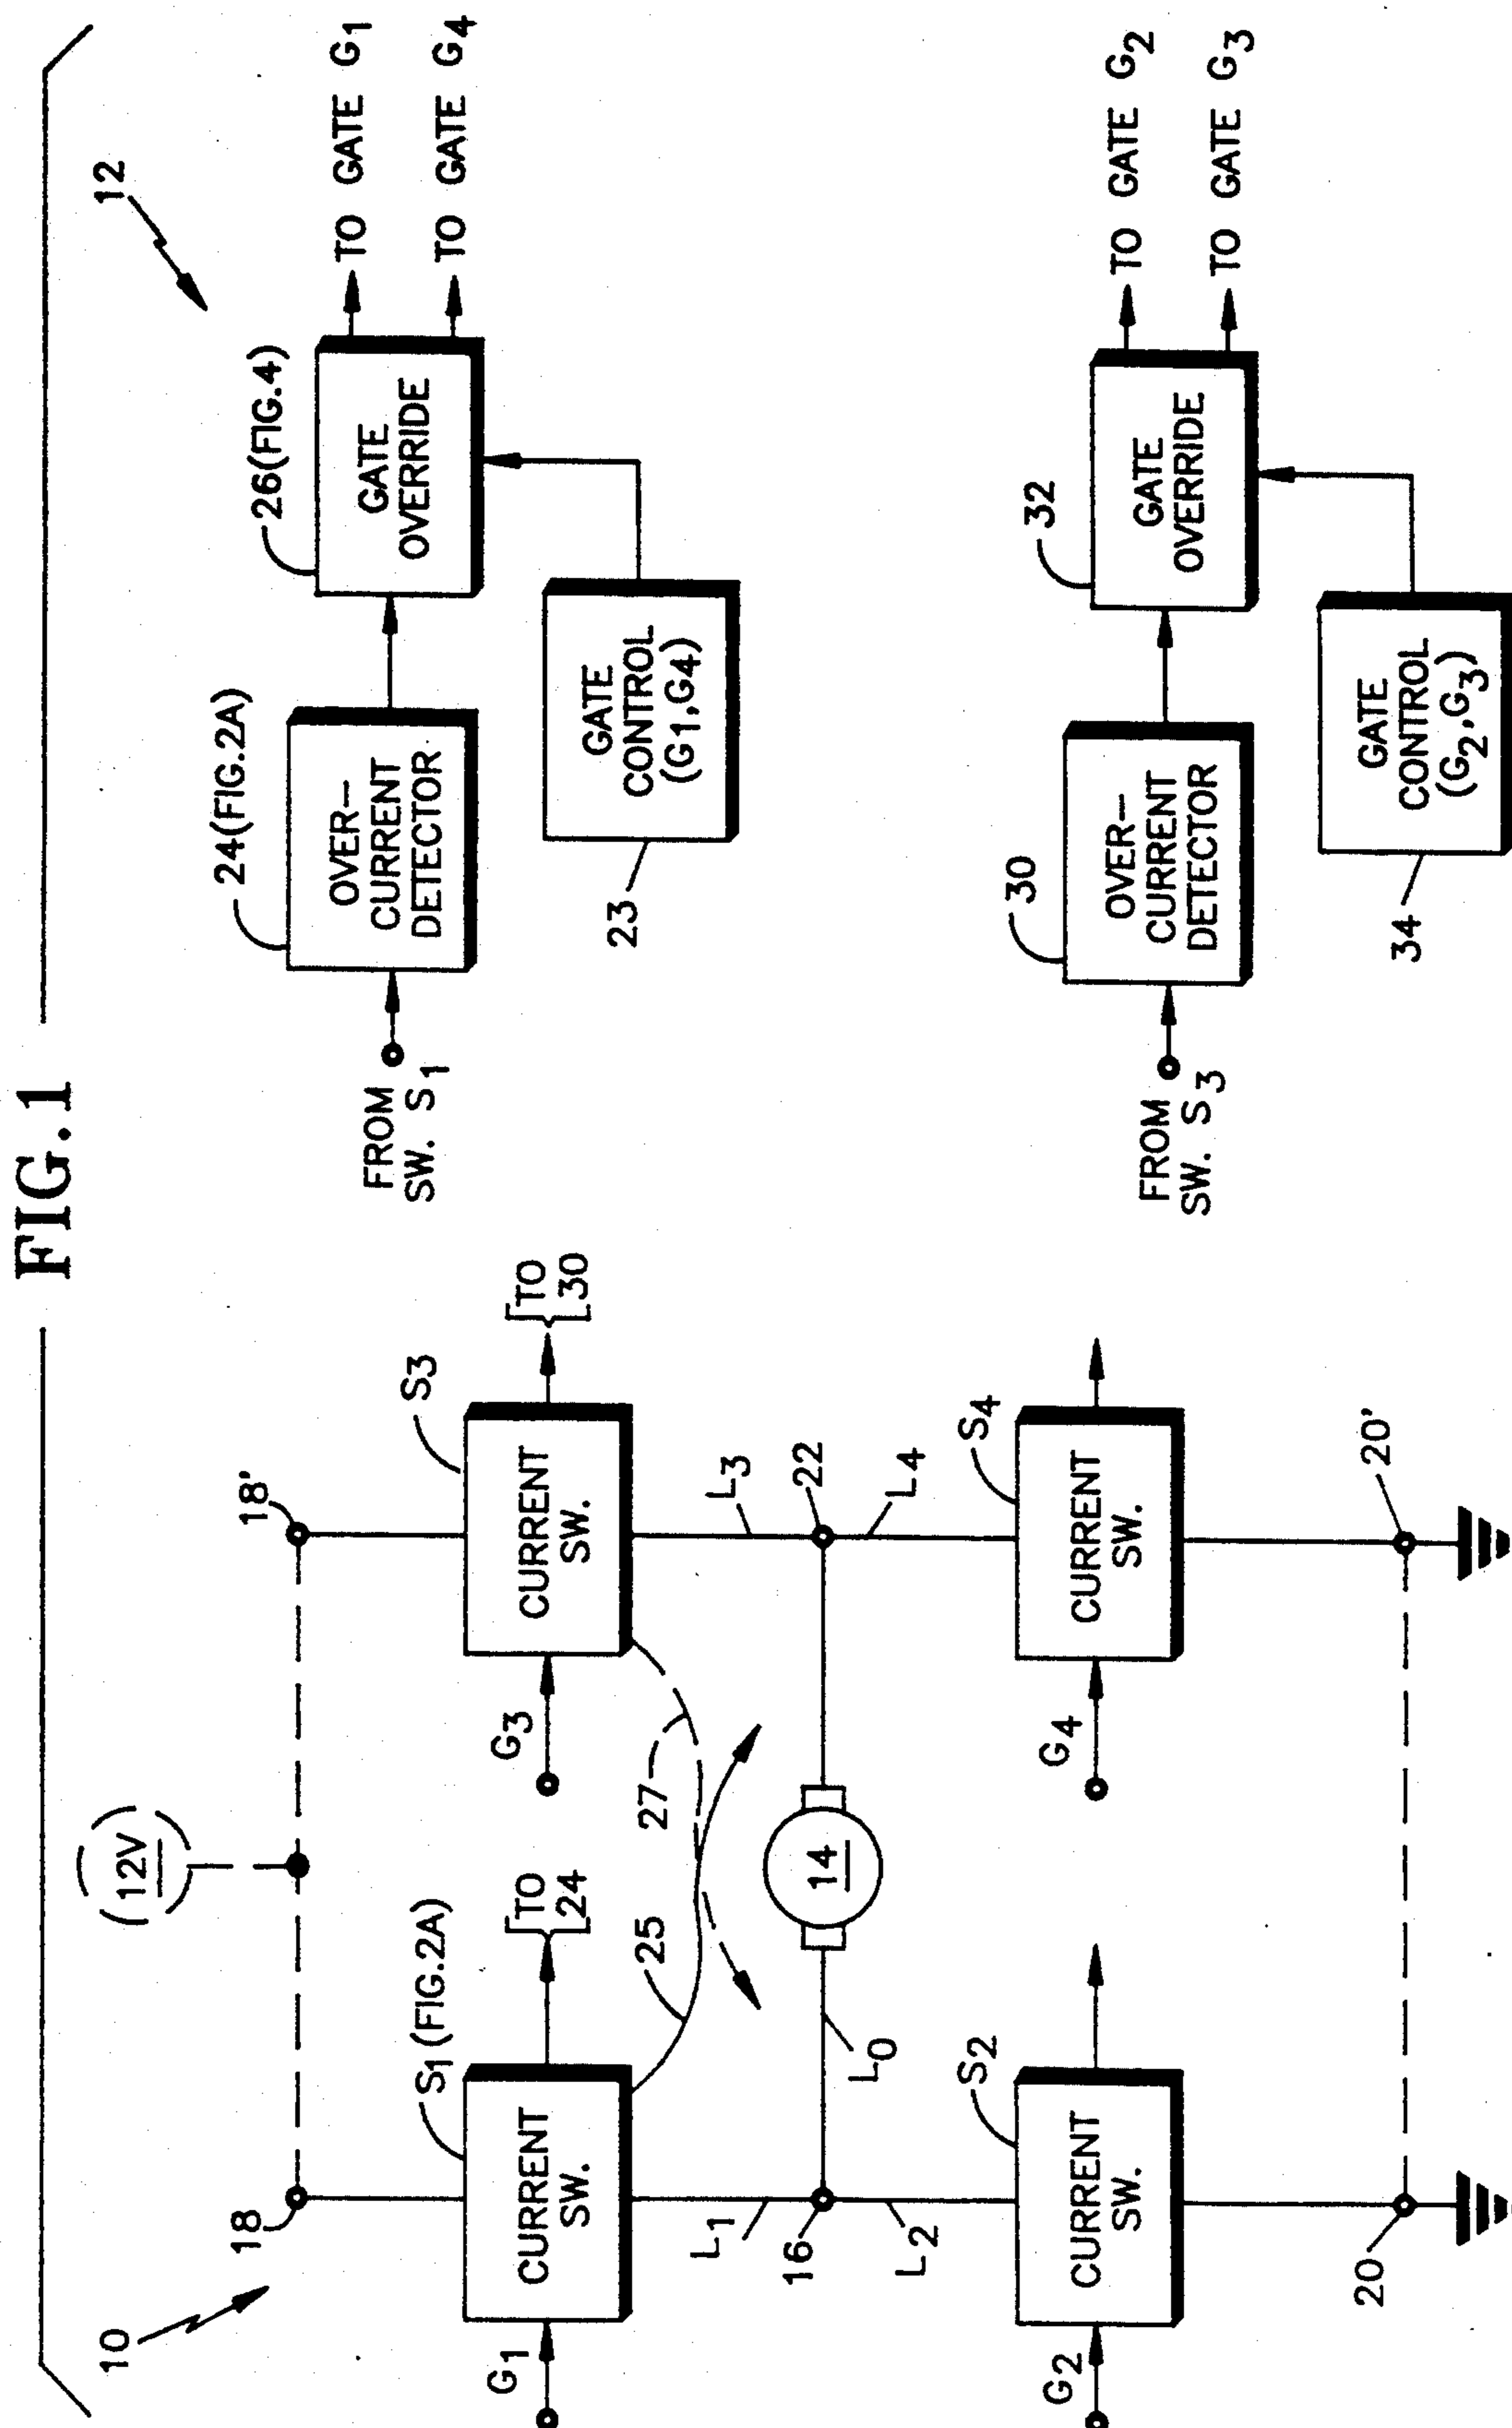 FIG.1
10
12
(12V)
18
18'
S1 (FIG.2A)
S3
G1
CURRENT
SW.
TO
24
G3
CURRENT
SW.
TO
30
25
27
L1
L3
16
14
22
L0
L2
L4
S2
S4
G2
CURRENT
SW.
G4
CURRENT
SW.
20
20'
24(FIG.2A)
26(FIG.4)
FROM
SW. S1
OVER-
CURRENT
DETECTOR
GATE
OVERRIDE
TO GATE G1
TO GATE G4
23
GATE
CONTROL
(G1,G4)
30
32
FROM
SW. S3
OVER-
CURRENT
DETECTOR
GATE
OVERRIDE
TO GATE G2
TO GATE G3
34
GATE
CONTROL
(G2,G3)